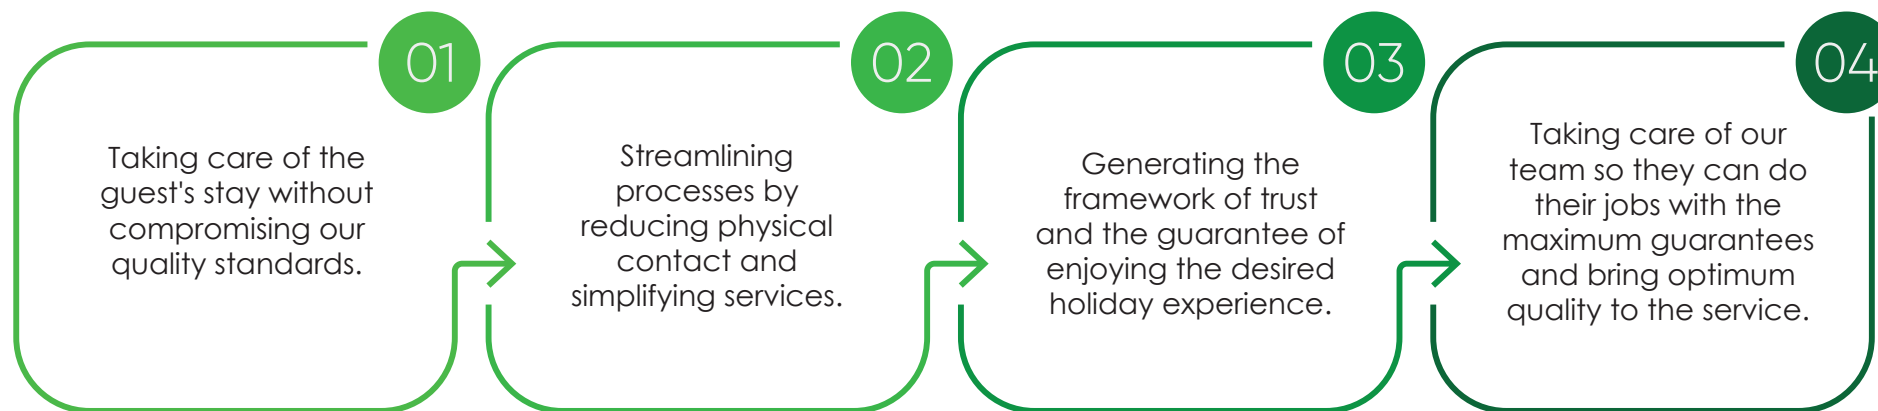 01
Taking care of the
guest's stay without
compromising our
quality standards.
02
Streamlining
processes by
reducing physical
contact and
simplifying services.
03
Generating the
framework of trust
and the guarantee of
enjoying the desired
holiday experience.
04
Taking care of our
team so they can do
their jobs with the
maximum guarantees
and bring optimum
quality to the service.